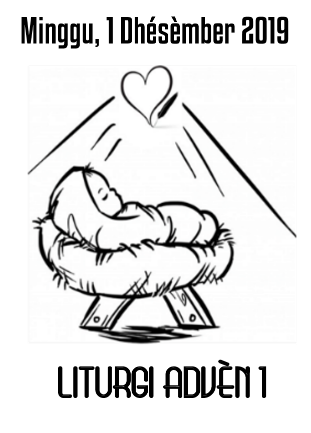 Minggu, 1 Dhésèmber 2019
LITURGI ADVÈN 1